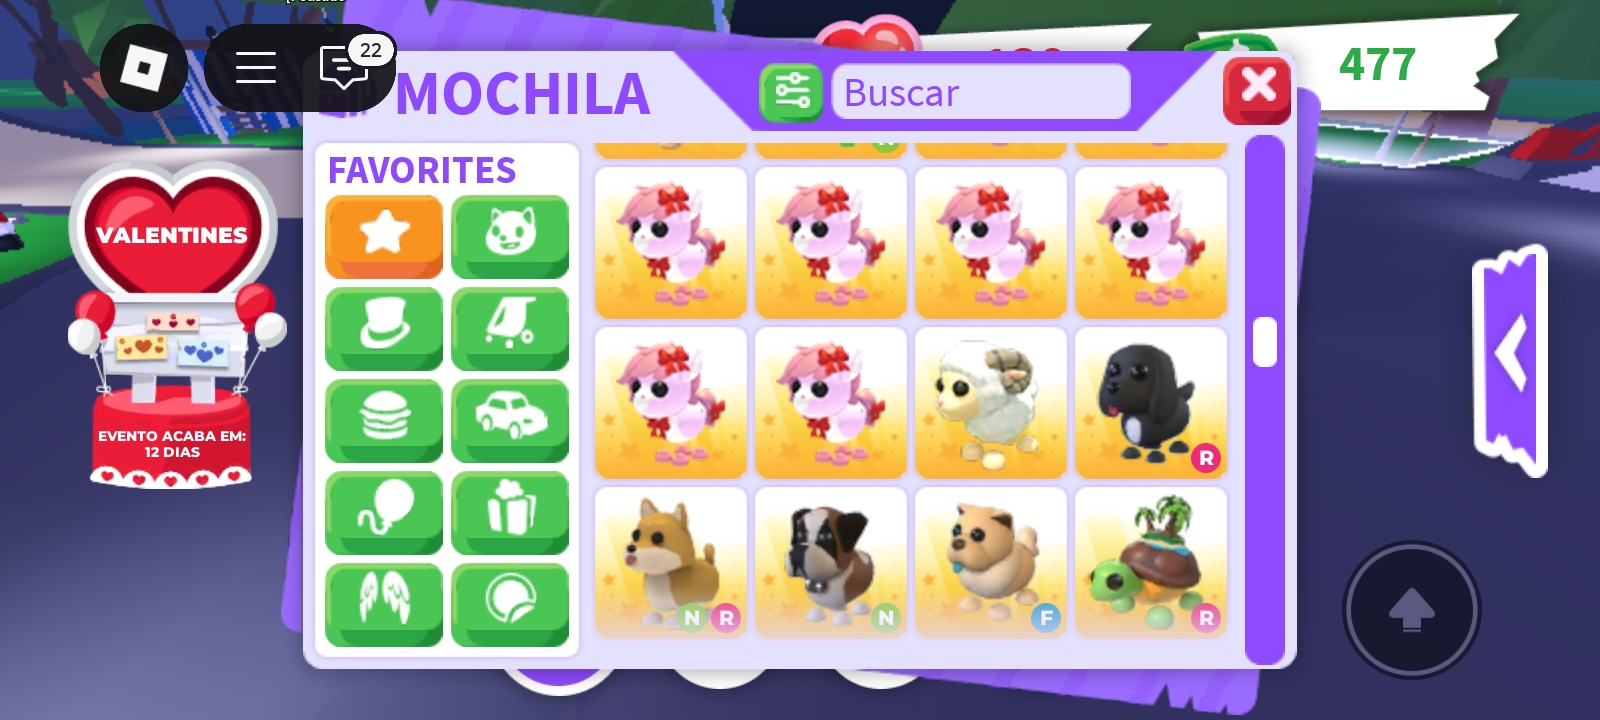 22
MOCHILA
Buscar
477
FAVORITES
VALENTINES
EVENTO ACABA EM:
12 DIAS
R
N R
N
F
R